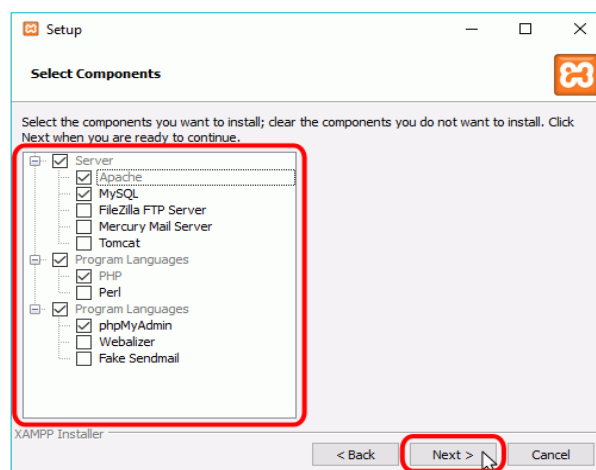 Setup
Select Components
Select the components you want to install; clear the components you do not want to install. Click
Next when you are ready to continue.
Server
Apache
MySQL
FileZilla FTP Server
Mercury Mail Server
Tomcat
Program Languages
PHP
Perl
Program Languages
phpMyAdmin
Webalizer
Fake Sendmail
XAMPP Installer
< Back
Next >
Cancel